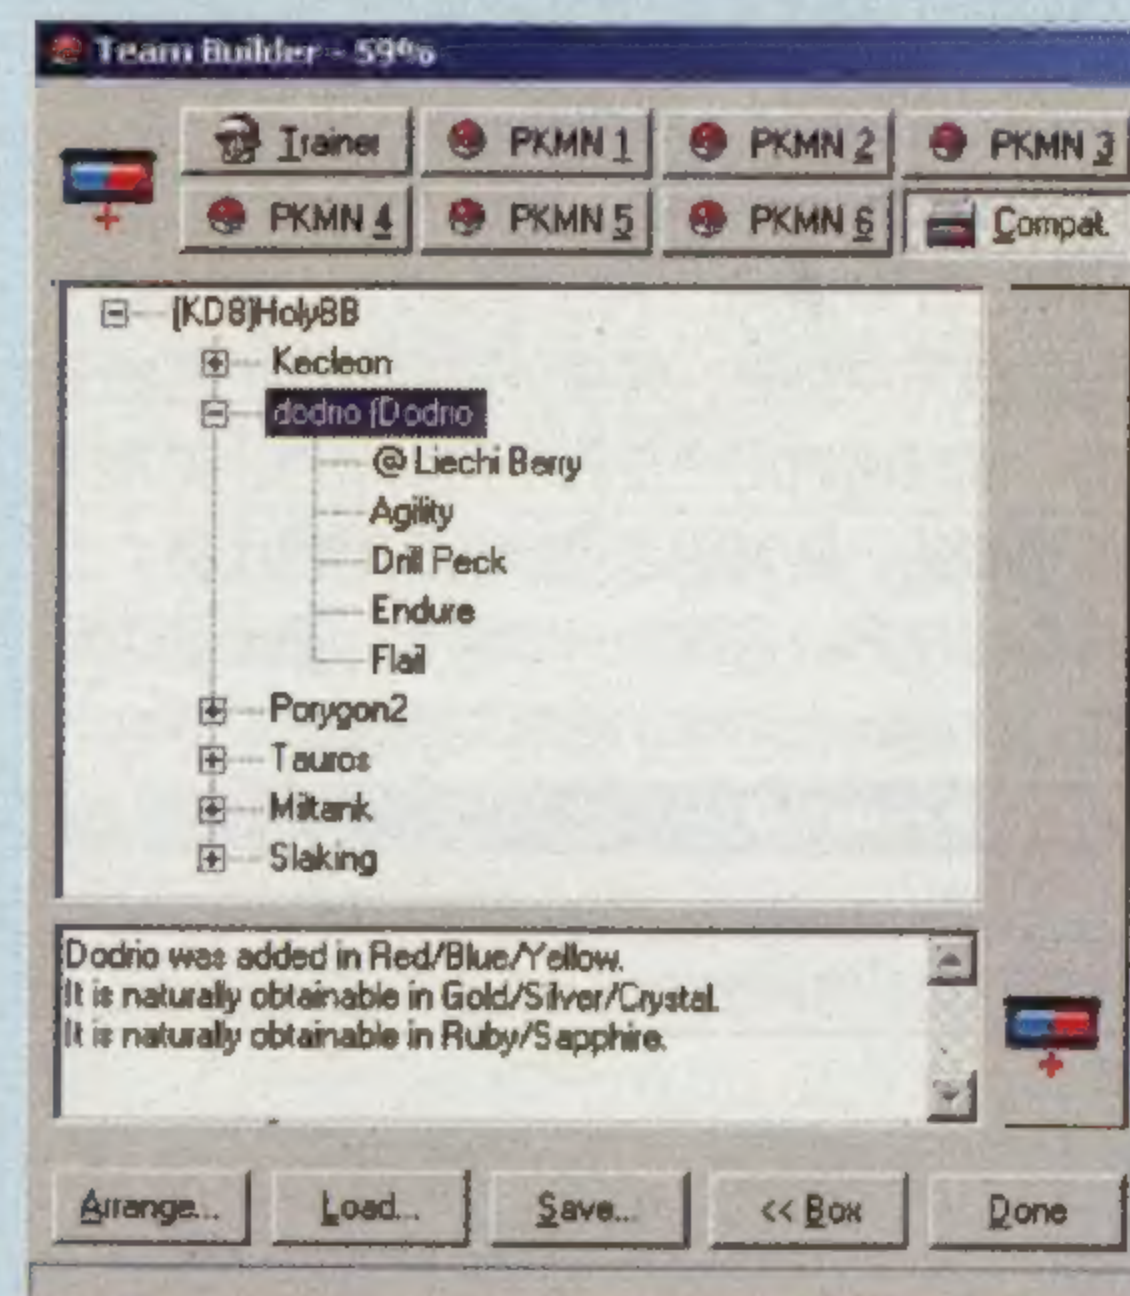 Team Builder - 59%
Trainer PKMN 1 PKMN 2 PKMN 3
PKMN 4 PKMN 5 PKMN 6 Compat.
(KD8)HolyBB
Kecleon
dodrio (Dodrio
@ Liechi Berry
Agility
Drill Peck
Endure
Flail
Porygon2
Tauros
Miltank
Slaking
Dodrio was added in Red/Blue/Yellow.
It is naturally obtainable in Gold/Silver/Crystal.
It is naturally obtainable in Ruby/Sapphire.
Arrange... Load... Save... << Box Done